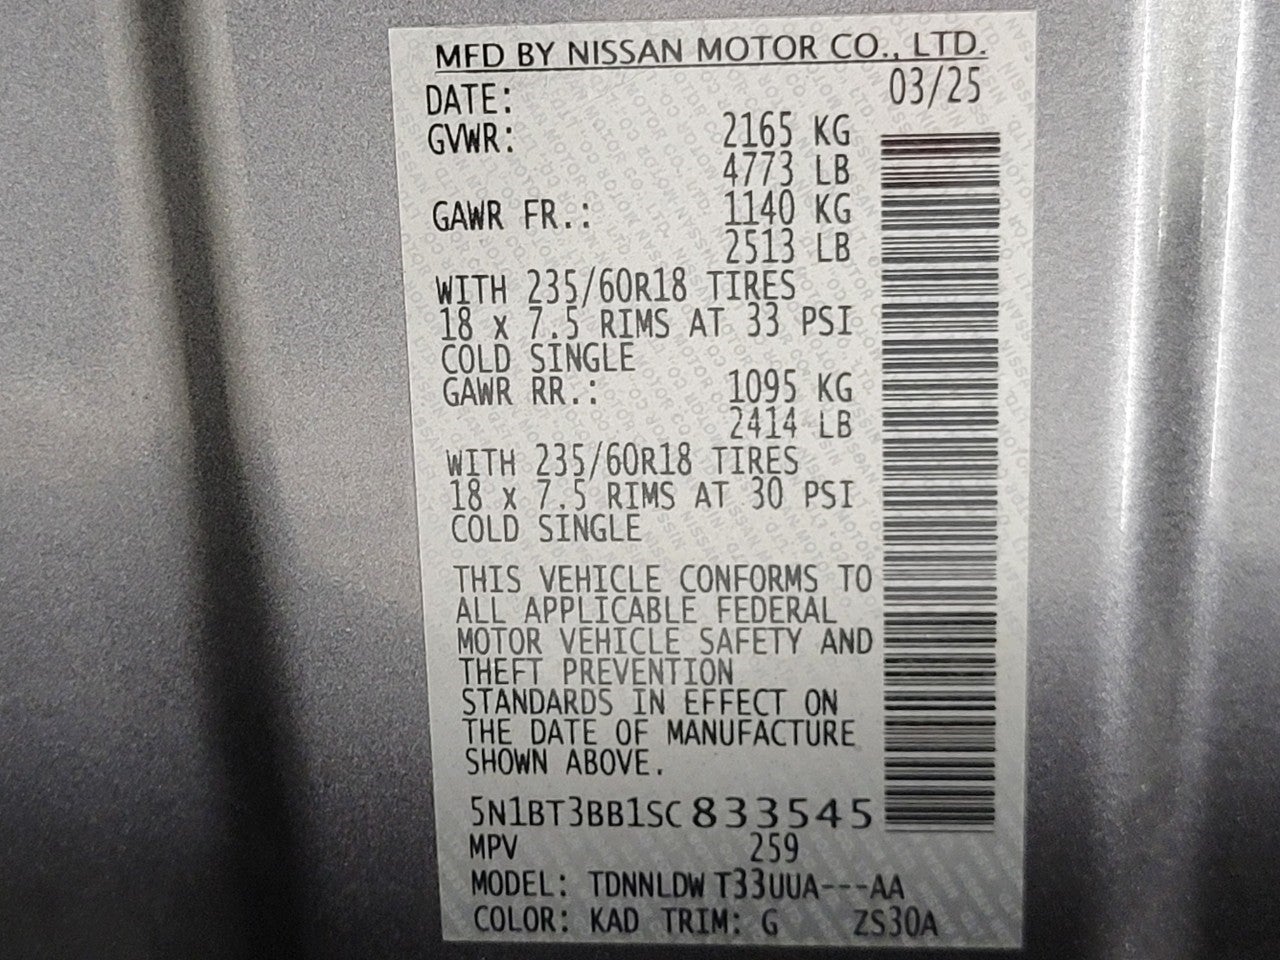 MFD BY NISSAN MOTOR CO., LTD.
DATE: 03/25
GVWR: 2165 KG
4773 LB
GAWR FR.: 1140 KG
2513 LB
WITH 235/60R18 TIRES
18 x 7.5 RIMS AT 33 PSI
COLD SINGLE
GAWR RR.: 1095 KG
2414 LB
WITH 235/60R18 TIRES
18 x 7.5 RIMS AT 30 PSI
COLD SINGLE
THIS VEHICLE CONFORMS TO
ALL APPLICABLE FEDERAL
MOTOR VEHICLE SAFETY AND
THEFT PREVENTION
STANDARDS IN EFFECT ON
THE DATE OF MANUFACTURE
SHOWN ABOVE.
5N1BT3BB1SC833545
MPV 259
MODEL: TDNNLDW T33UUA---AA
COLOR: KAD TRIM: G ZS30A